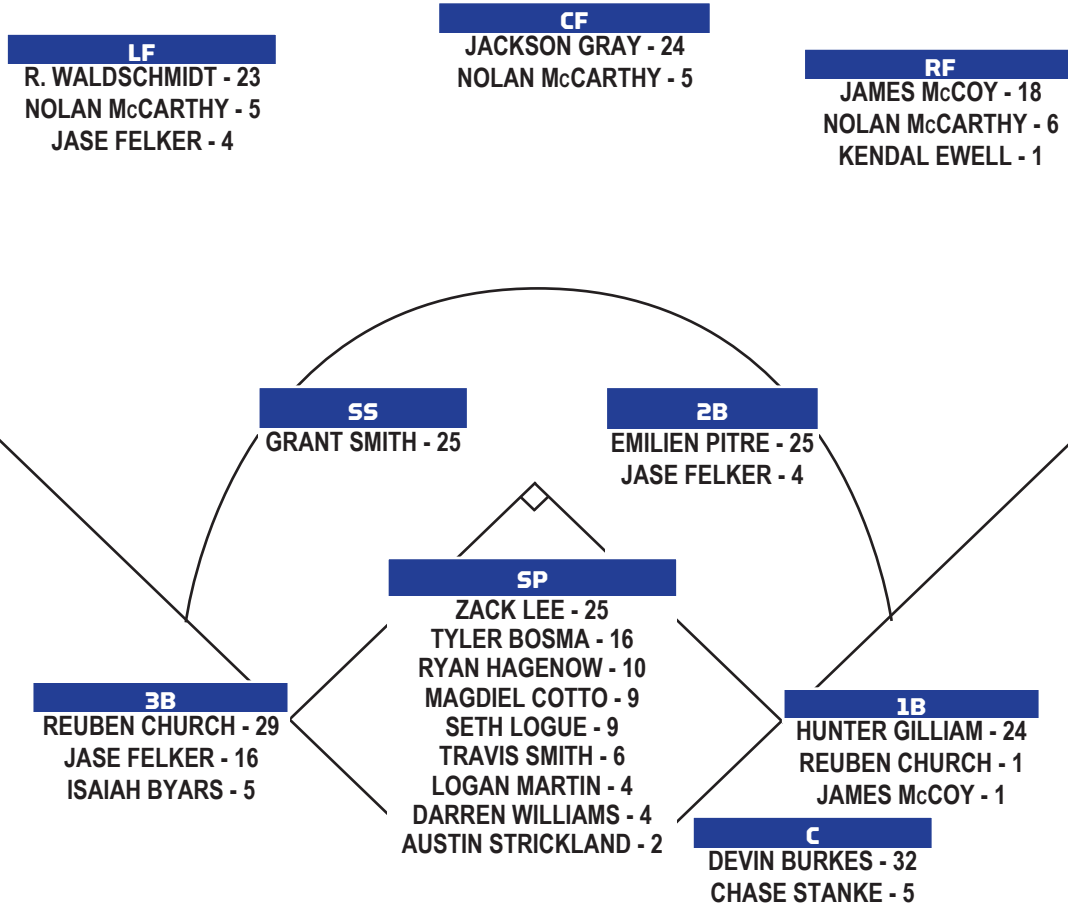 LF
R. WALDSCHMIDT - 23
NOLAN McCARTHY - 5
JASE FELKER - 4
CF
JACKSON GRAY - 24
NOLAN McCARTHY - 5
RF
JAMES McCOY - 18
NOLAN McCARTHY - 6
KENDAL EWELL - 1
SS
GRANT SMITH - 25
2B
EMILIEN PITRE - 25
JASE FELKER - 4
SP
ZACK LEE - 25
TYLER BOSMA - 16
RYAN HAGENOW - 10
MAGDIEL COTTO - 9
SETH LOGUE - 9
TRAVIS SMITH - 6
LOGAN MARTIN - 4
DARREN WILLIAMS - 4
AUSTIN STRICKLAND - 2
3B
REUBEN CHURCH - 29
JASE FELKER - 16
ISAIAH BYARS - 5
1B
HUNTER GILLIAM - 24
REUBEN CHURCH - 1
JAMES McCOY - 1
C
DEVIN BURKES - 32
CHASE STANKE - 5